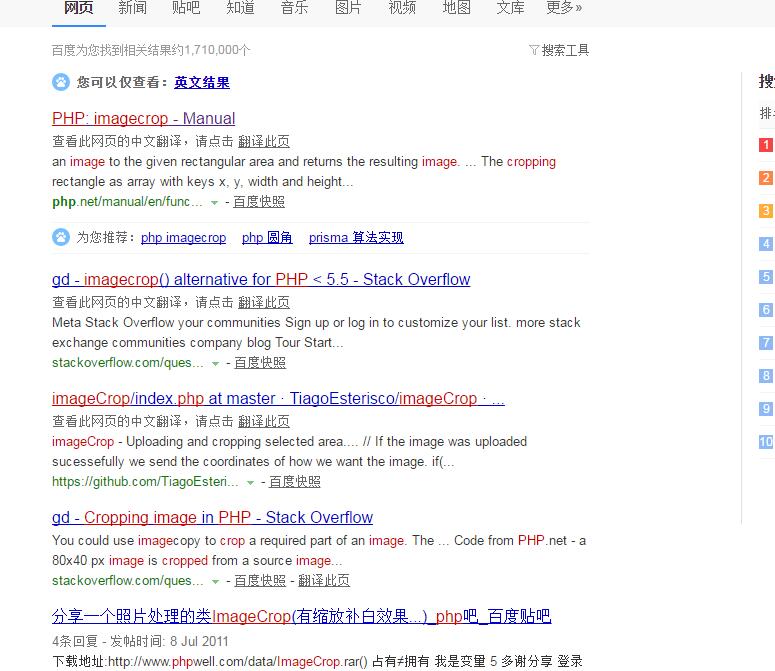 网页 新闻 贴吧 知道 音乐 图片 视频 地图 文库 更多»
百度为您找到相关结果约1,710,000个 搜索工具
您可以仅查看：英文结果
PHP: imagecrop - Manual
查看此网页的中文翻译，请点击 翻译此页
an image to the given rectangular area and returns the resulting image. ... The cropping
rectangle as array with keys x, y, width and height...
php.net/manual/en/func... - 百度快照
为您推荐： php imagecrop php 圆角 prisma 算法实现
gd - imagecrop() alternative for PHP < 5.5 - Stack Overflow
查看此网页的中文翻译，请点击 翻译此页
Meta Stack Overflow your communities Sign up or log in to customize your list. more stack
exchange communities company blog Tour Start...
stackoverflow.com/ques... - 百度快照
imageCrop/index.php at master · TiagoEsterisco/imageCrop · ...
查看此网页的中文翻译，请点击 翻译此页
imageCrop - Uploading and cropping selected area.... // If the image was uploaded
sucessefully we send the coordinates of how we want the image. if(...
https://github.com/TiagoEsteri... - 百度快照
gd - Cropping image in PHP - Stack Overflow
You could use imagecopy to crop a required part of an image. The ... Code from PHP.net - a
80x40 px image is cropped from a source image...
stackoverflow.com/ques... - 百度快照 - 翻译此页
分享一个照片处理的类ImageCrop(有缩放补白效果...)_php吧_百度贴吧
4条回复 - 发帖时间: 8 Jul 2011
下载地址:http://www.phpwell.com/data/ImageCrop.rar() 占有≠拥有 我是变量 5 多谢分享 登录
搜
排
1
2
3
4
5
6
7
8
9
10